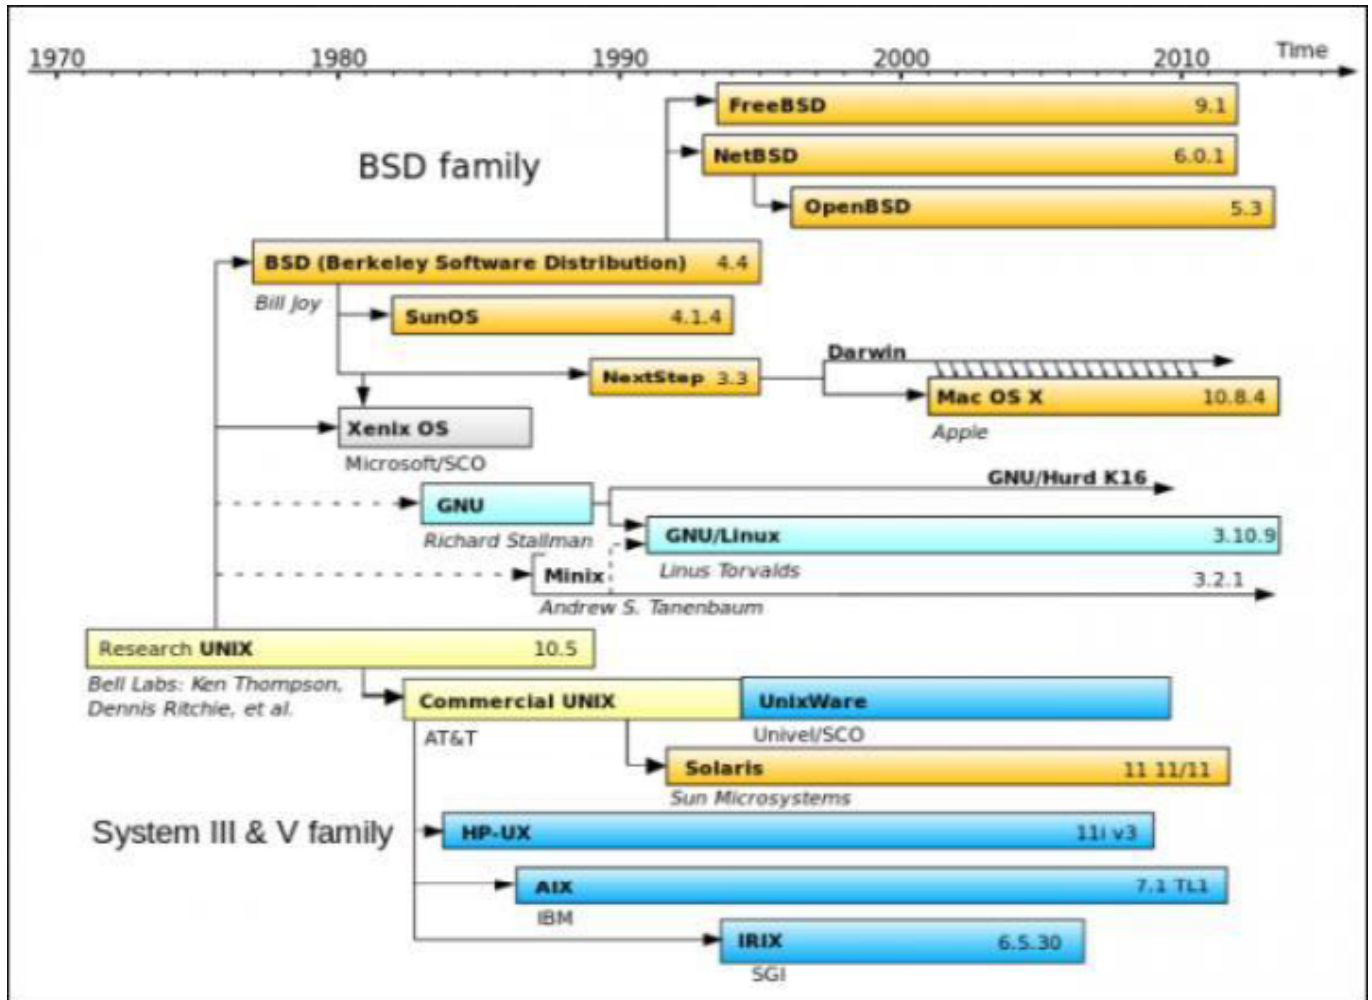 1970 1980 1990 2000 2010 Time
FreeBSD 9.1
BSD family
NetBSD 6.0.1
OpenBSD 5.3
BSD (Berkeley Software Distribution) 4.4
Bill Joy
SunOS 4.1.4
Darwin
NextStep 3.3
Mac OS X 10.8.4
Apple
Xenix OS
Microsoft/SCO
GNU/Hurd K16
GNU
Richard Stallman
GNU/Linux 3.10.9
Linus Torvalds
Minix 3.2.1
Andrew S. Tanenbaum
Research UNIX 10.5
Bell Labs: Ken Thompson,
Dennis Ritchie, et al.
Commercial UNIX
UnixWare
AT&T
Univel/SCO
Solaris 11 11/11
Sun Microsystems
System III & V family
HP-UX 11i v3
AIX 7.1 TL1
IBM
IRIX 6.5.30
SGI